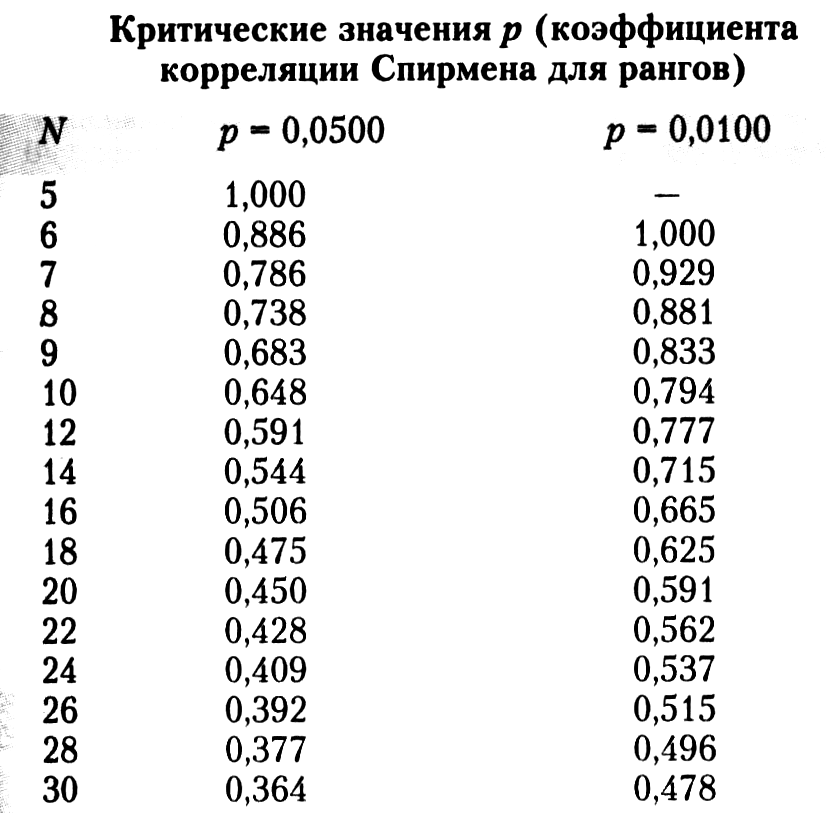 Критические значения p (коэффициента
корреляции Спирмена для рангов)
N p = 0,0500 p = 0,0100
5 1,000 –
6 0,886 1,000
7 0,786 0,929
8 0,738 0,881
9 0,683 0,833
10 0,648 0,794
12 0,591 0,777
14 0,544 0,715
16 0,506 0,665
18 0,475 0,625
20 0,450 0,591
22 0,428 0,562
24 0,409 0,537
26 0,392 0,515
28 0,377 0,496
30 0,364 0,478